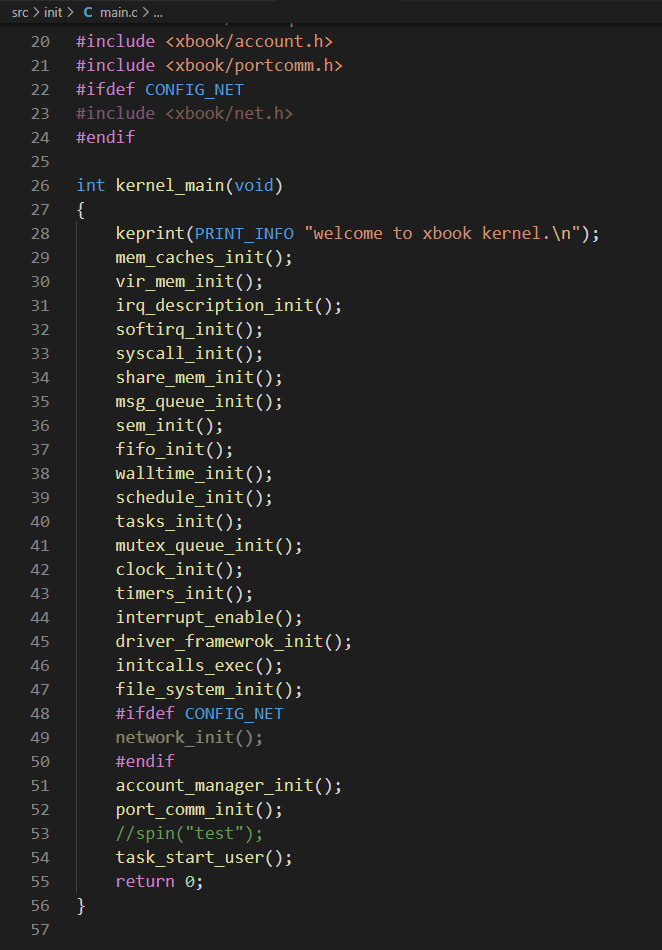 src > init > C main.c > ...
20 #include <xbook/account.h>
21 #include <xbook/portcomm.h>
22 #ifdef CONFIG_NET
23 #include <xbook/net.h>
24 #endif
25
26 int kernel_main(void)
27 {
28     keprint(PRINT_INFO "welcome to xbook kernel.\n");
29     mem_caches_init();
30     vir_mem_init();
31     irq_description_init();
32     softirq_init();
33     syscall_init();
34     share_mem_init();
35     msg_queue_init();
36     sem_init();
37     fifo_init();
38     walltime_init();
39     schedule_init();
40     tasks_init();
41     mutex_queue_init();
42     clock_init();
43     timers_init();
44     interrupt_enable();
45     driver_framewrok_init();
46     initcalls_exec();
47     file_system_init();
48     #ifdef CONFIG_NET
49     network_init();
50     #endif
51     account_manager_init();
52     port_comm_init();
53     //spin("test");
54     task_start_user();
55     return 0;
56 }
57